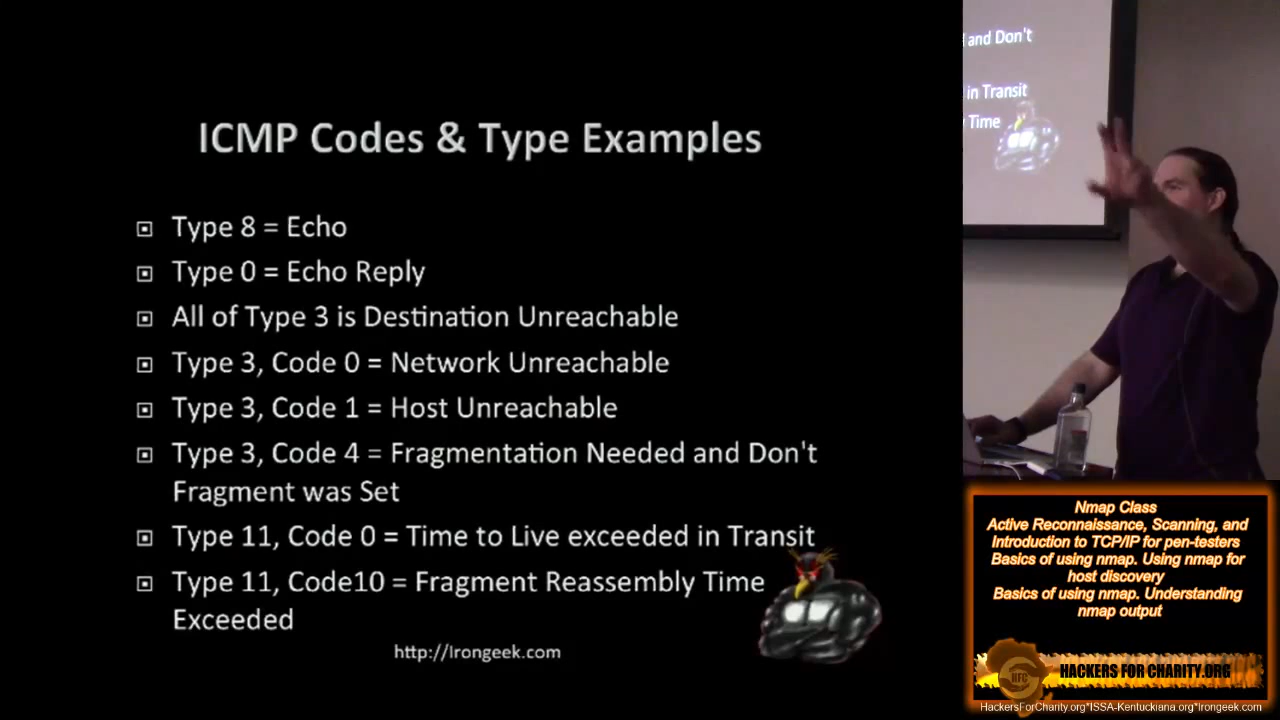 ICMP Codes & Type Examples
Type 8 = Echo
Type 0 = Echo Reply
All of Type 3 is Destination Unreachable
Type 3, Code 0 = Network Unreachable
Type 3, Code 1 = Host Unreachable
Type 3, Code 4 = Fragmentation Needed and Don't
Fragment was Set
Type 11, Code 0 = Time to Live exceeded in Transit
Type 11, Code10 = Fragment Reassembly Time
Exceeded
http://Irongeek.com
and Don't
in Transit
Time
Nmap Class
Active Reconnaissance, Scanning, and
Introduction to TCP/IP for pen-testers
Basics of using nmap. Using nmap for
host discovery
Basics of using nmap. Understanding
nmap output
HFC
HACKERS FOR CHARITY.ORG
HackersForCharity.org*ISSA-Kentuckiana.org*Irongeek.com